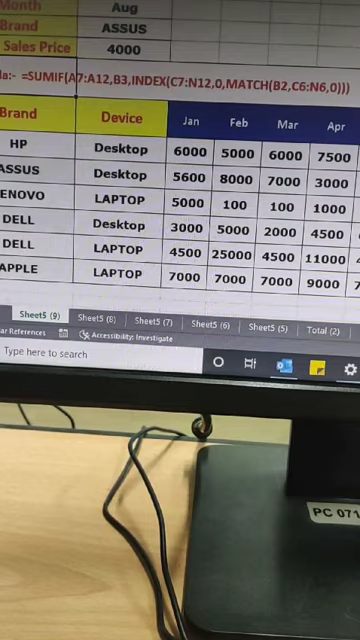 Month Aug
Brand ASSUS
Sales Price 4000
la:- =SUMIF(A7:A12,B3,INDEX(C7:N12,0,MATCH(B2,C6:N6,0)))
Brand Device Jan Feb Mar Apr
HP Desktop 6000 5000 6000 7500
ASSUS Desktop 5600 8000 7000 3000
ENOVO LAPTOP 5000 100 100 1000
DELL Desktop 3000 5000 2000 4500
DELL LAPTOP 4500 25000 4500 11000
APPLE LAPTOP 7000 7000 7000 9000 7
Sheet5 (9) Sheet5 (8) Sheet5 (7) Sheet5 (6) Sheet5 (5) Total (2)
ar References Accessibility: Investigate
Type here to search
PC 071